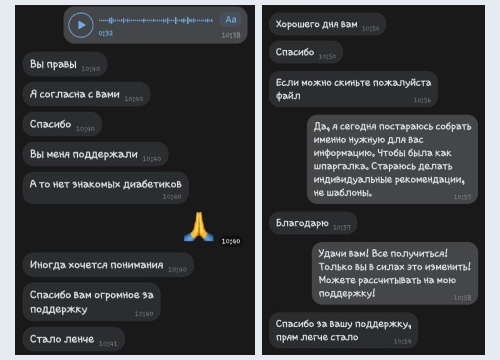 0:32
Aa
10:38
Вы правы 10:40
Я согласна с вами 10:40
Спасибо 10:40
Вы меня поддержали 10:40
А то нет знакомых диабетиков
10:40
10:40
Иногда хочется понимания 10:40
Спасибо вам огромное за
поддержку 10:40
Стало ленче 10:41
Хорошего дня вам 10:50
Спасибо 10:50
Если можно скиньте пожалуйста
файл 10:56
Да, я сегодня постараюсь собрать
именно нужную для вас
информацию. Чтобы была как
шпаргалка. Стараюсь делать
индивидуальные рекомендации,
не шаблоны. 10:57
Благодарю 10:57
Удачи вам! Все получиться!
Только вы в силах это изменить!
Можете рассчитывать на мою
поддержку! 10:58
Спасибо за вашу поддержку,
прям легче стало 10:59